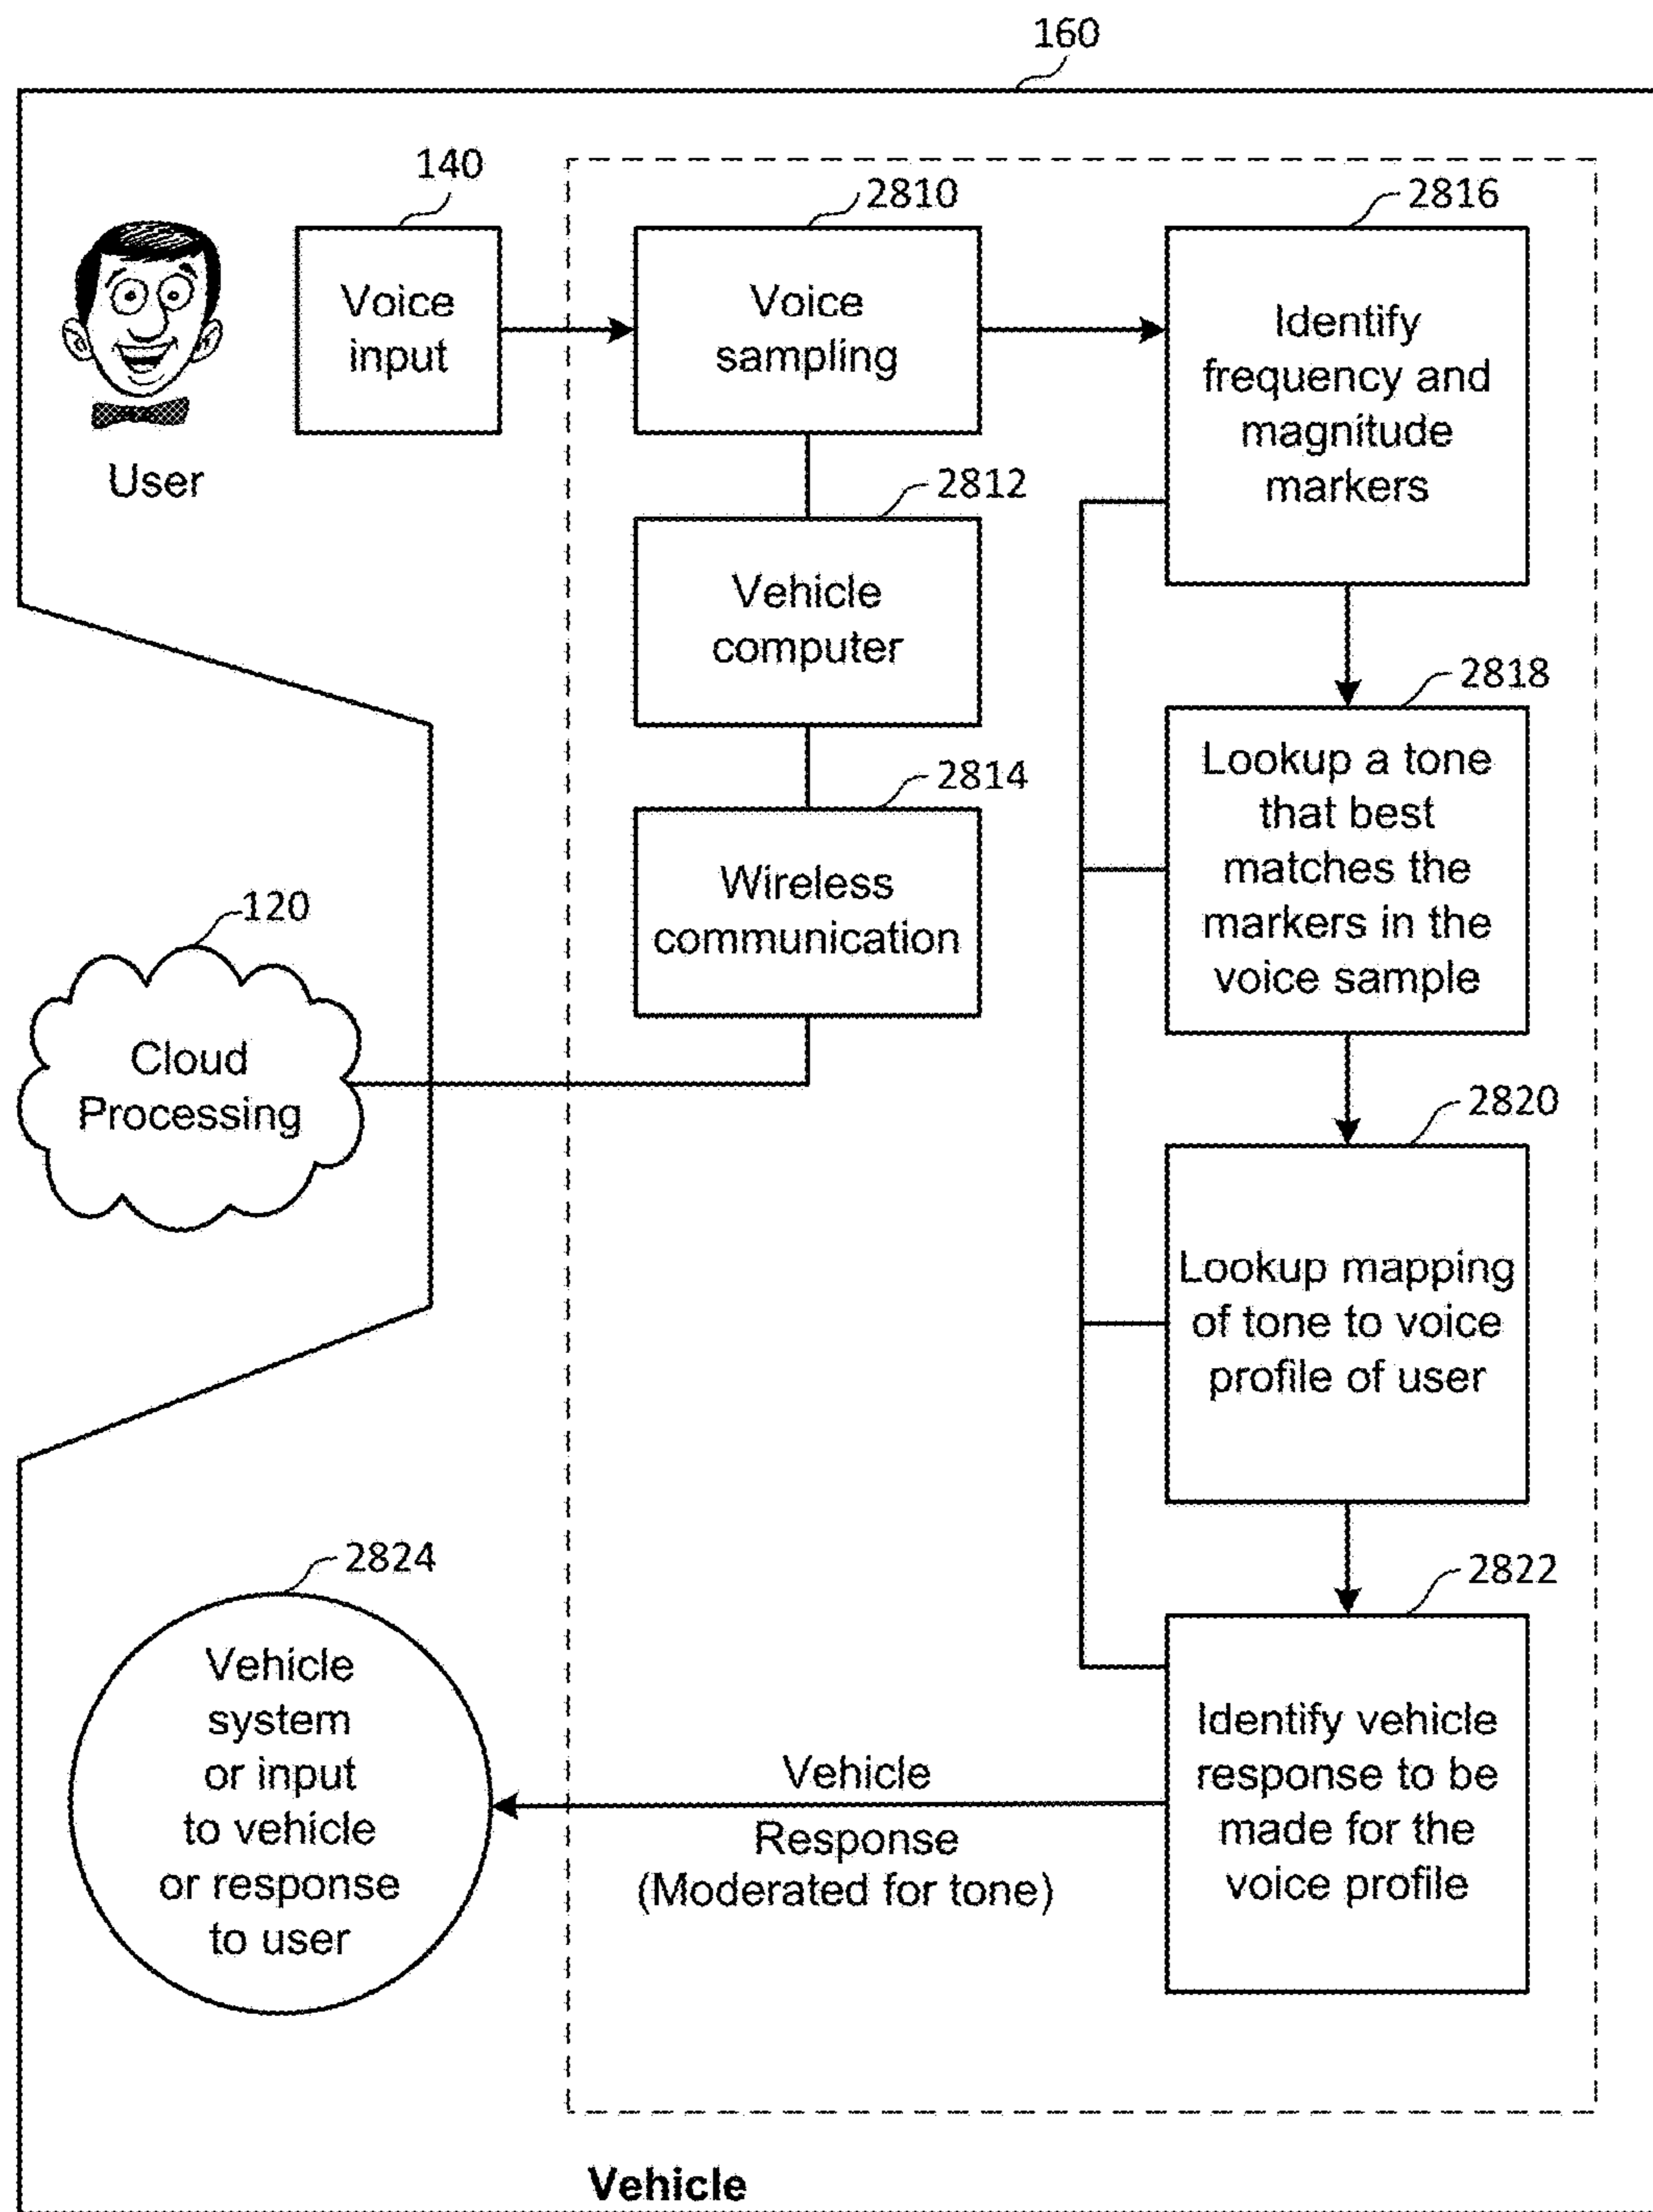 160
140
Voice
input
User
2810
Voice
sampling
2816
Identify
frequency and
magnitude
markers
2812
Vehicle
computer
2818
Lookup a tone
that best
matches the
markers in the
voice sample
2814
Wireless
communication
120
Cloud
Processing
2820
Lookup mapping
of tone to voice
profile of user
2822
Identify vehicle
response to be
made for the
voice profile
Vehicle
Response
(Moderated for tone)
2824
Vehicle
system
or input
to vehicle
or response
to user
Vehicle